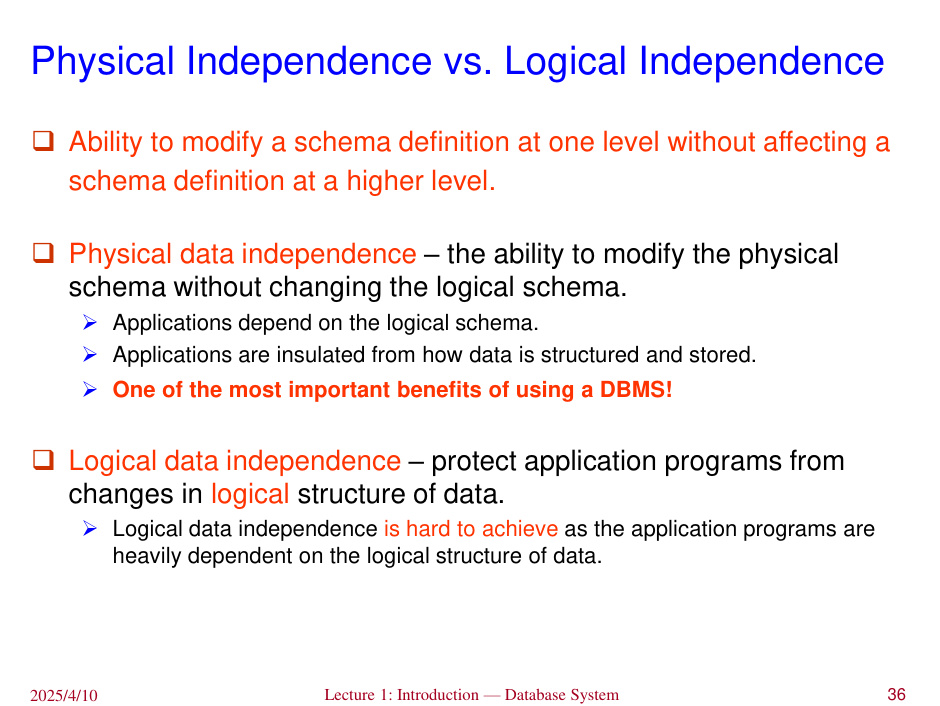 Physical Independence vs. Logical Independence
❑ Ability to modify a schema definition at one level without affecting a
schema definition at a higher level.
❑ Physical data independence – the ability to modify the physical
schema without changing the logical schema.
➢ Applications depend on the logical schema.
➢ Applications are insulated from how data is structured and stored.
➢ One of the most important benefits of using a DBMS!
❑ Logical data independence – protect application programs from
changes in logical structure of data.
➢ Logical data independence is hard to achieve as the application programs are
heavily dependent on the logical structure of data.
2025/4/10 Lecture 1: Introduction — Database System 36